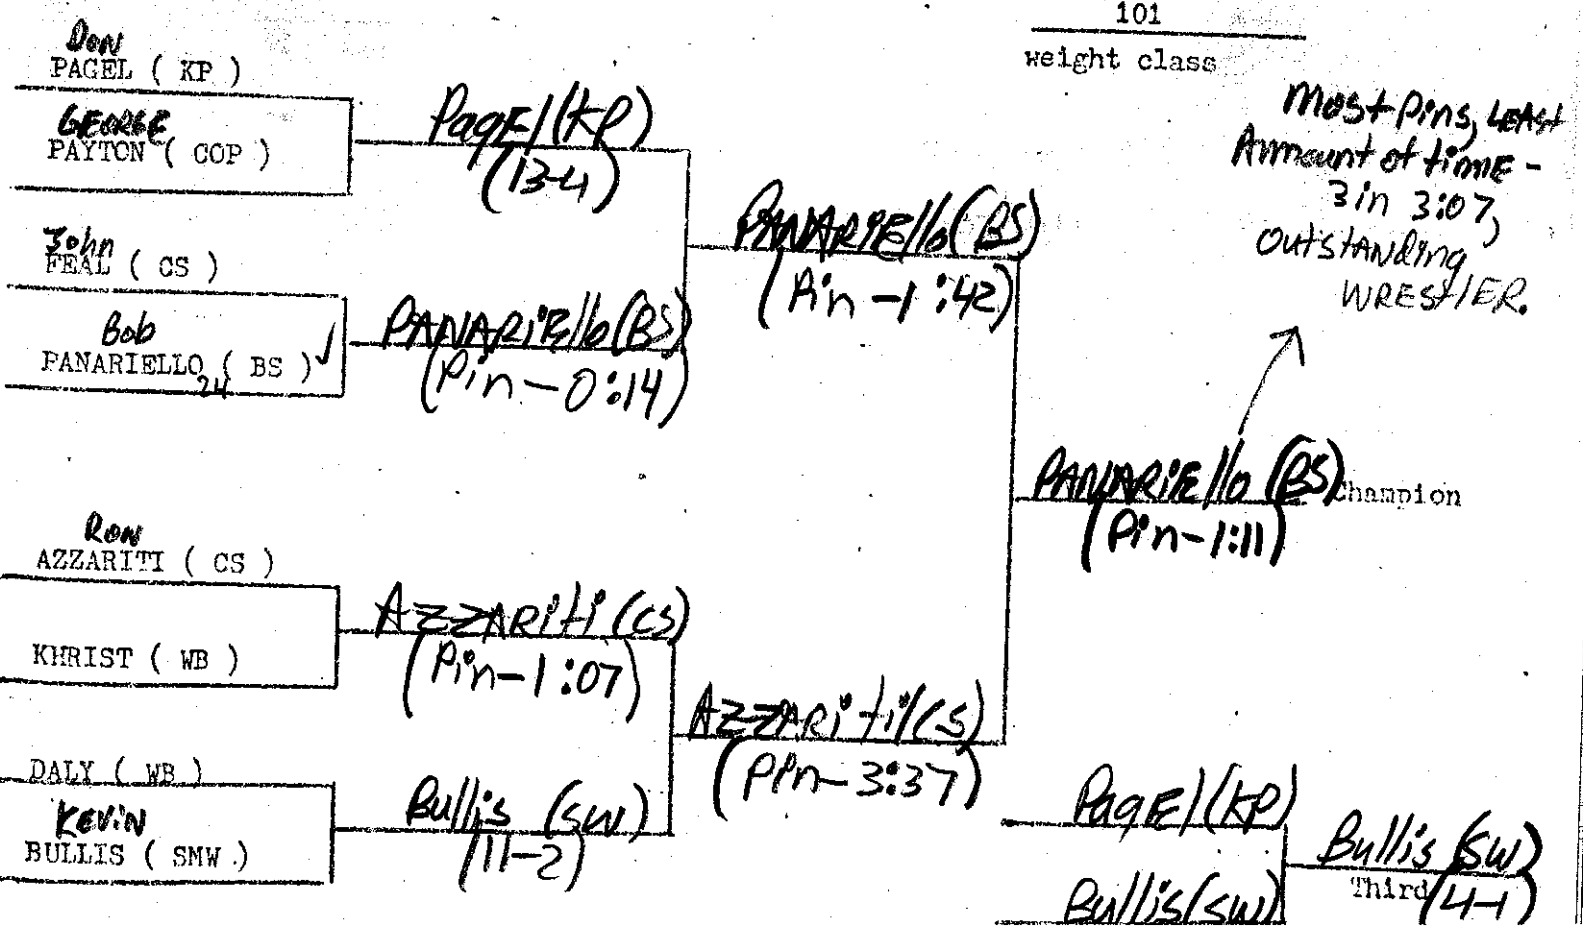 101
weight class
Most Pins, LEAst
Ammount of timE -
3 in 3:07,
OutstANDing
WREStlER.
Don
PAGEL ( KP )
GEORGE
PAYTON ( COP )
PagEl (KP)
(13-4)
John
FEAL ( CS )
Bob
PANARIELLO ( BS ) ✓
24
PANARiEllo (BS)
(Pin - 0:14)
PANARiEllo (BS)
(Pin - 1:42)
PANARiEllo (BS) Champion
(Pin - 1:11)
Ron
AZZARITI ( CS )
KHRIST ( WB )
AZZARiti (CS)
(Pin - 1:07)
DALY ( WB )
KEViN
BULLIS ( SMW )
Bullis (SW)
(11-2)
AZZARiti (CS)
(Pin - 3:37)
PagEl (KP)
Bullis (SW)
Bullis (SW)
Third (4-1)